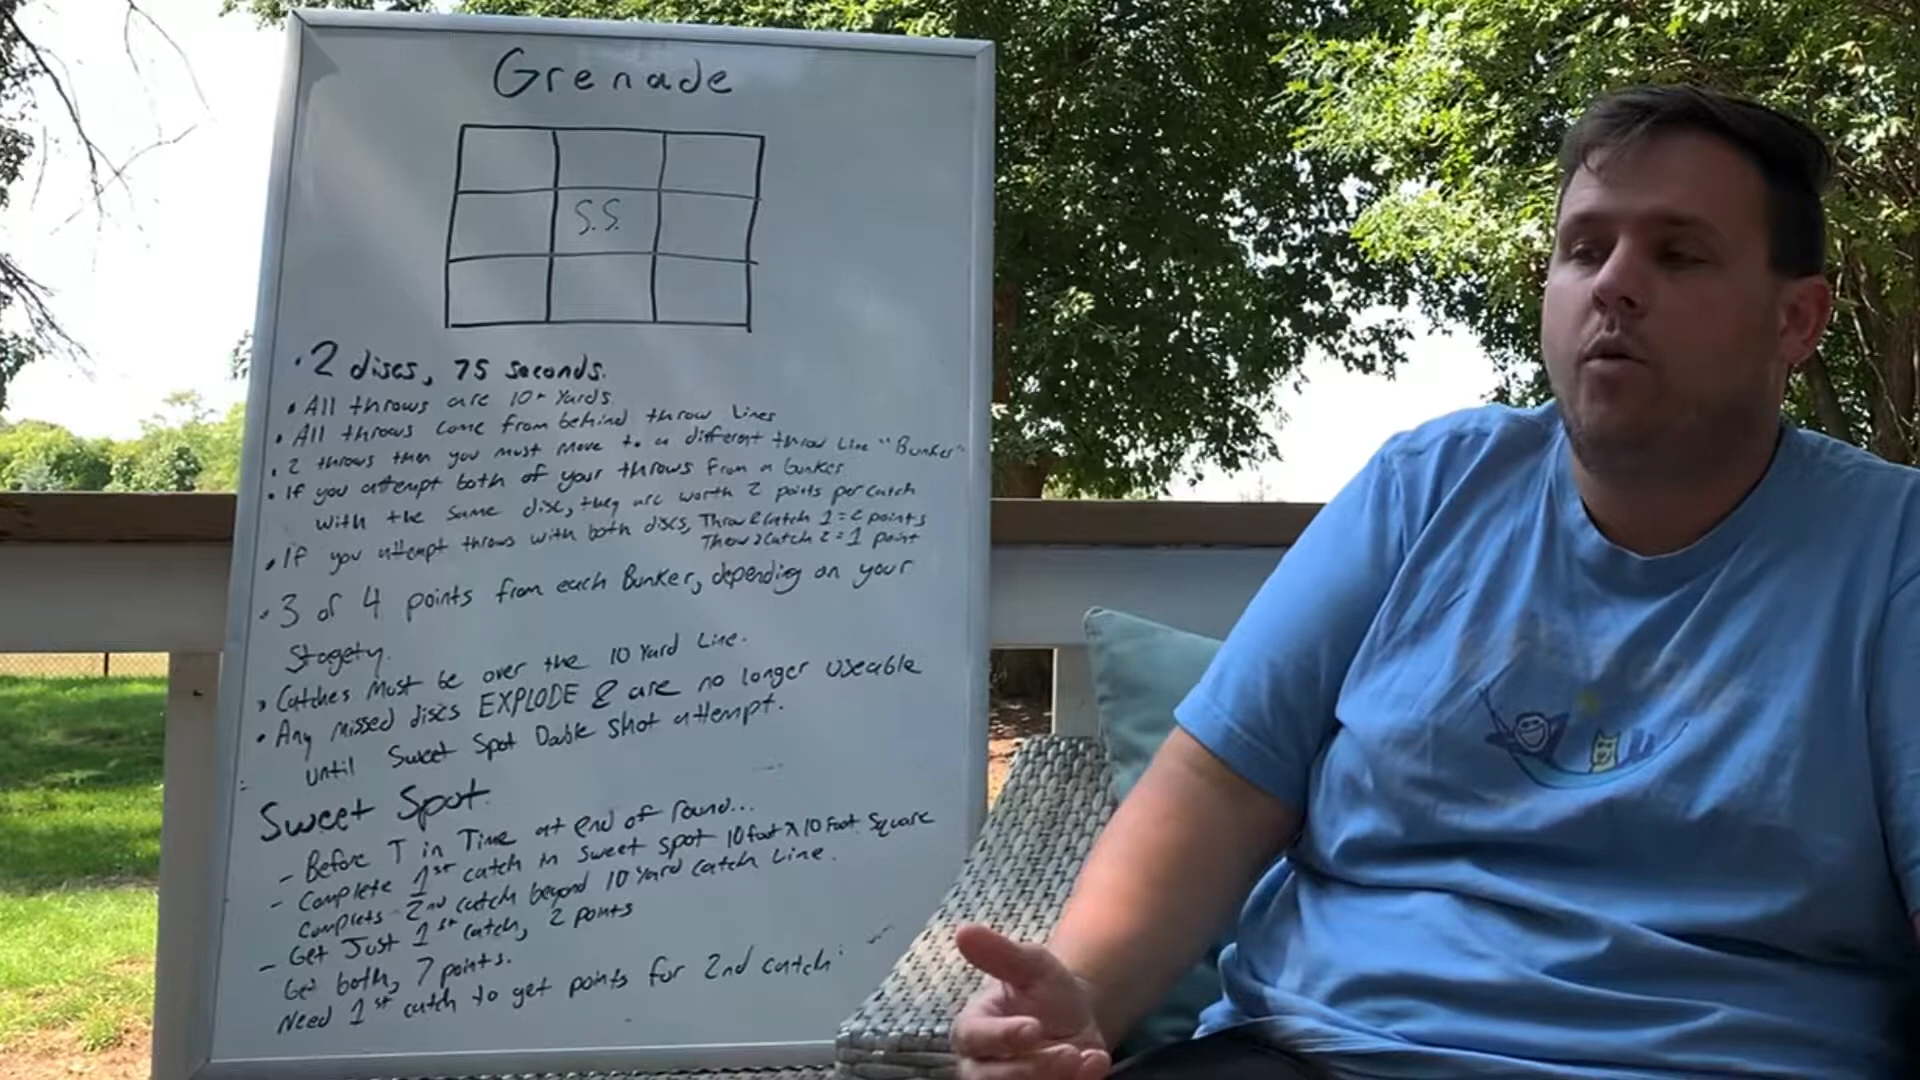 Grenade
S.S.
• 2 discs, 75 seconds.
• All throws are 10+ Yards
• All throws come from behind throw lines
• 2 throws then you must move to a different throw Line "Bunker"
• If you attempt both of your throws from a bunker
with the same disc, they are worth 2 points per catch
• If you attempt throws with both discs, Throw & Catch 1 = 2 points
Throw & Catch 2 = 1 point
• 3 or 4 points from each Bunker, depending on your
Stagety.
• Catches must be over the 10 Yard Line.
• Any missed discs EXPLODE & are no longer useable
until Sweet Spot Double Shot attempt.
Sweet Spot
- Before T in Time at end of round...
- Complete 1st catch in sweet spot 10 foot x 10 foot Square
Complets 2nd catch beyond 10 Yard catch Line.
- Get Just 1st catch, 2 points
Get both, 7 points.
Need 1st catch to get points for 2nd catch